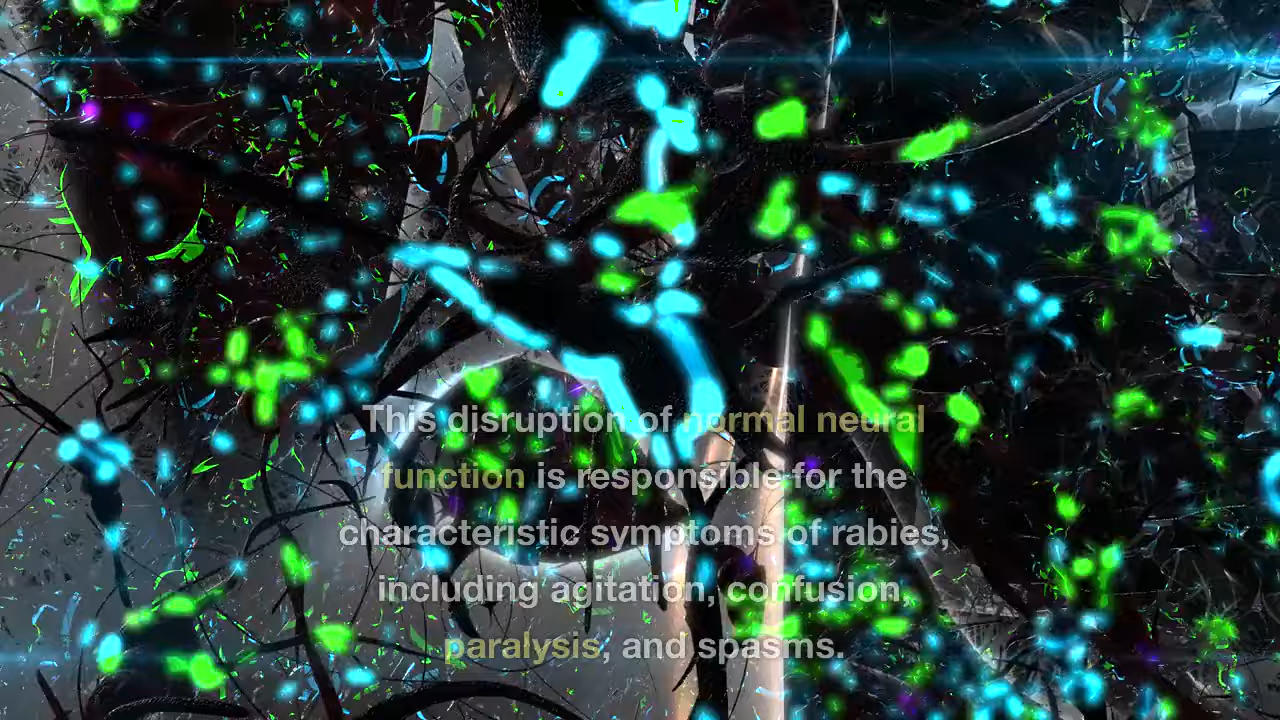 This disruption of normal neural
function is responsible for the
characteristic symptoms of rabies,
including agitation, confusion,
paralysis, and spasms.